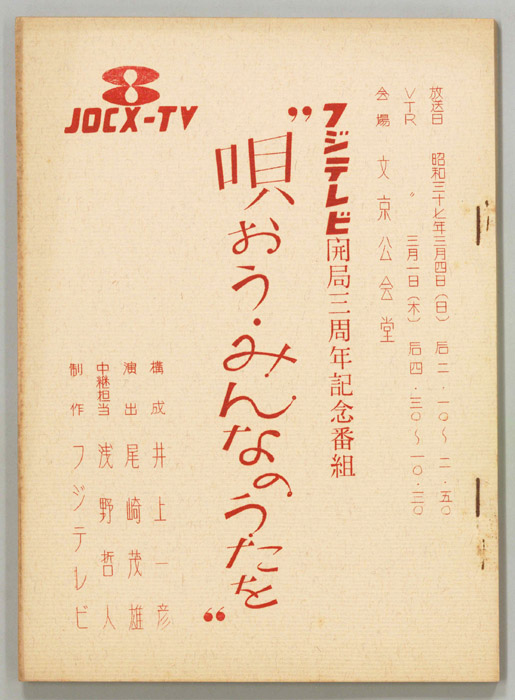 放送日 昭和三十七年三月四日（日） 后二・一〇～二・五〇
VTR 〃 三月一日（木） 后四・三〇～一〇・三〇
会場 文京公会堂
フジテレビ開局三周年記念番組
"唄おう・みんなのうたを"
構成 井上一彦
演出 尾崎茂雄
中継担当 浅野哲人
制作 フジテレビ
8
JOCX-TV